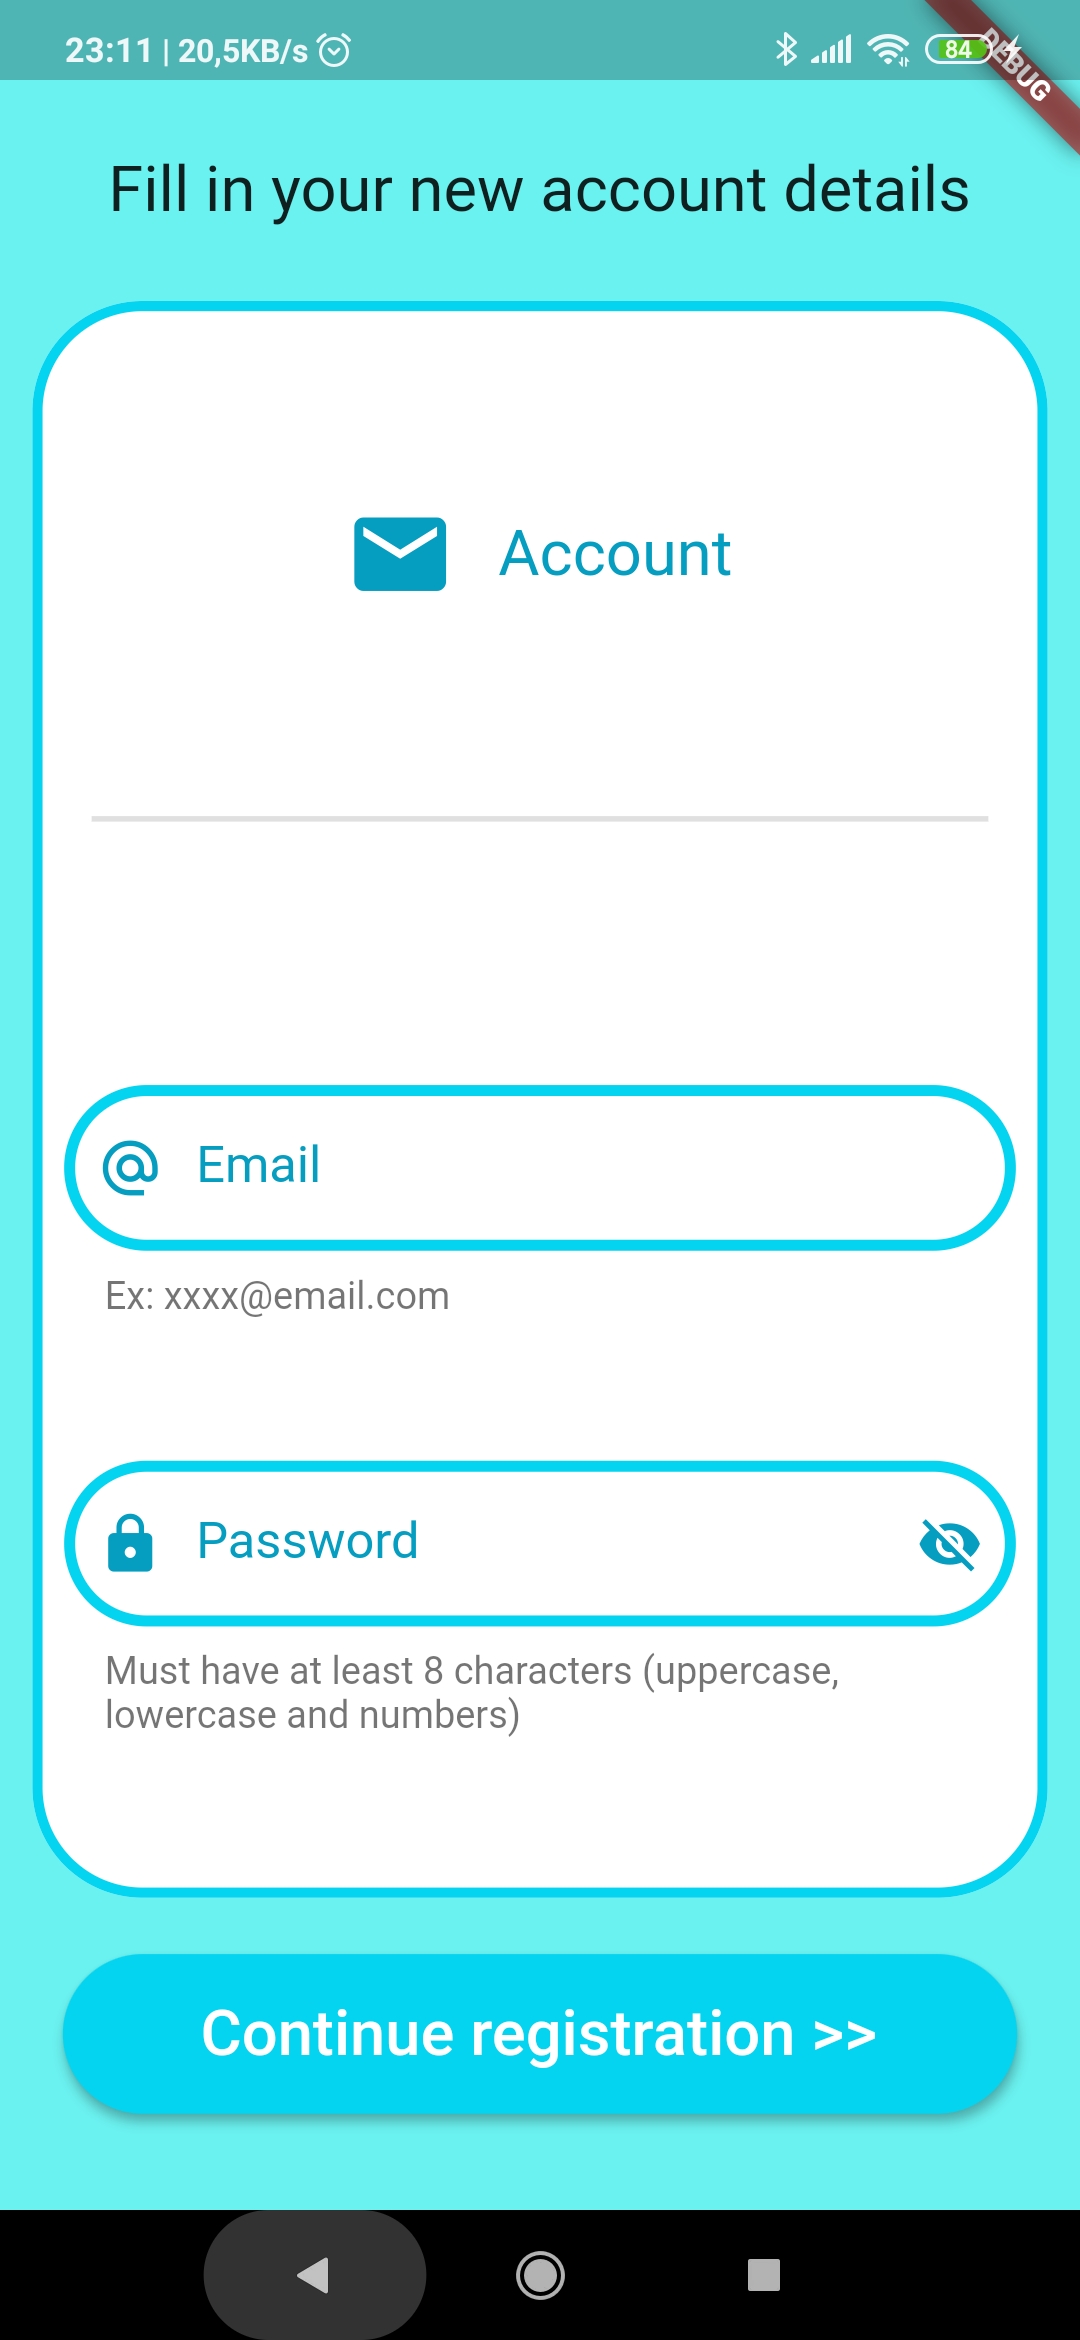 23:11 | 20,5KB/s
84
DEBUG
Fill in your new account details
Account
Email
Ex: xxxx@email.com
Password
Must have at least 8 characters (uppercase,
lowercase and numbers)
Continue registration >>